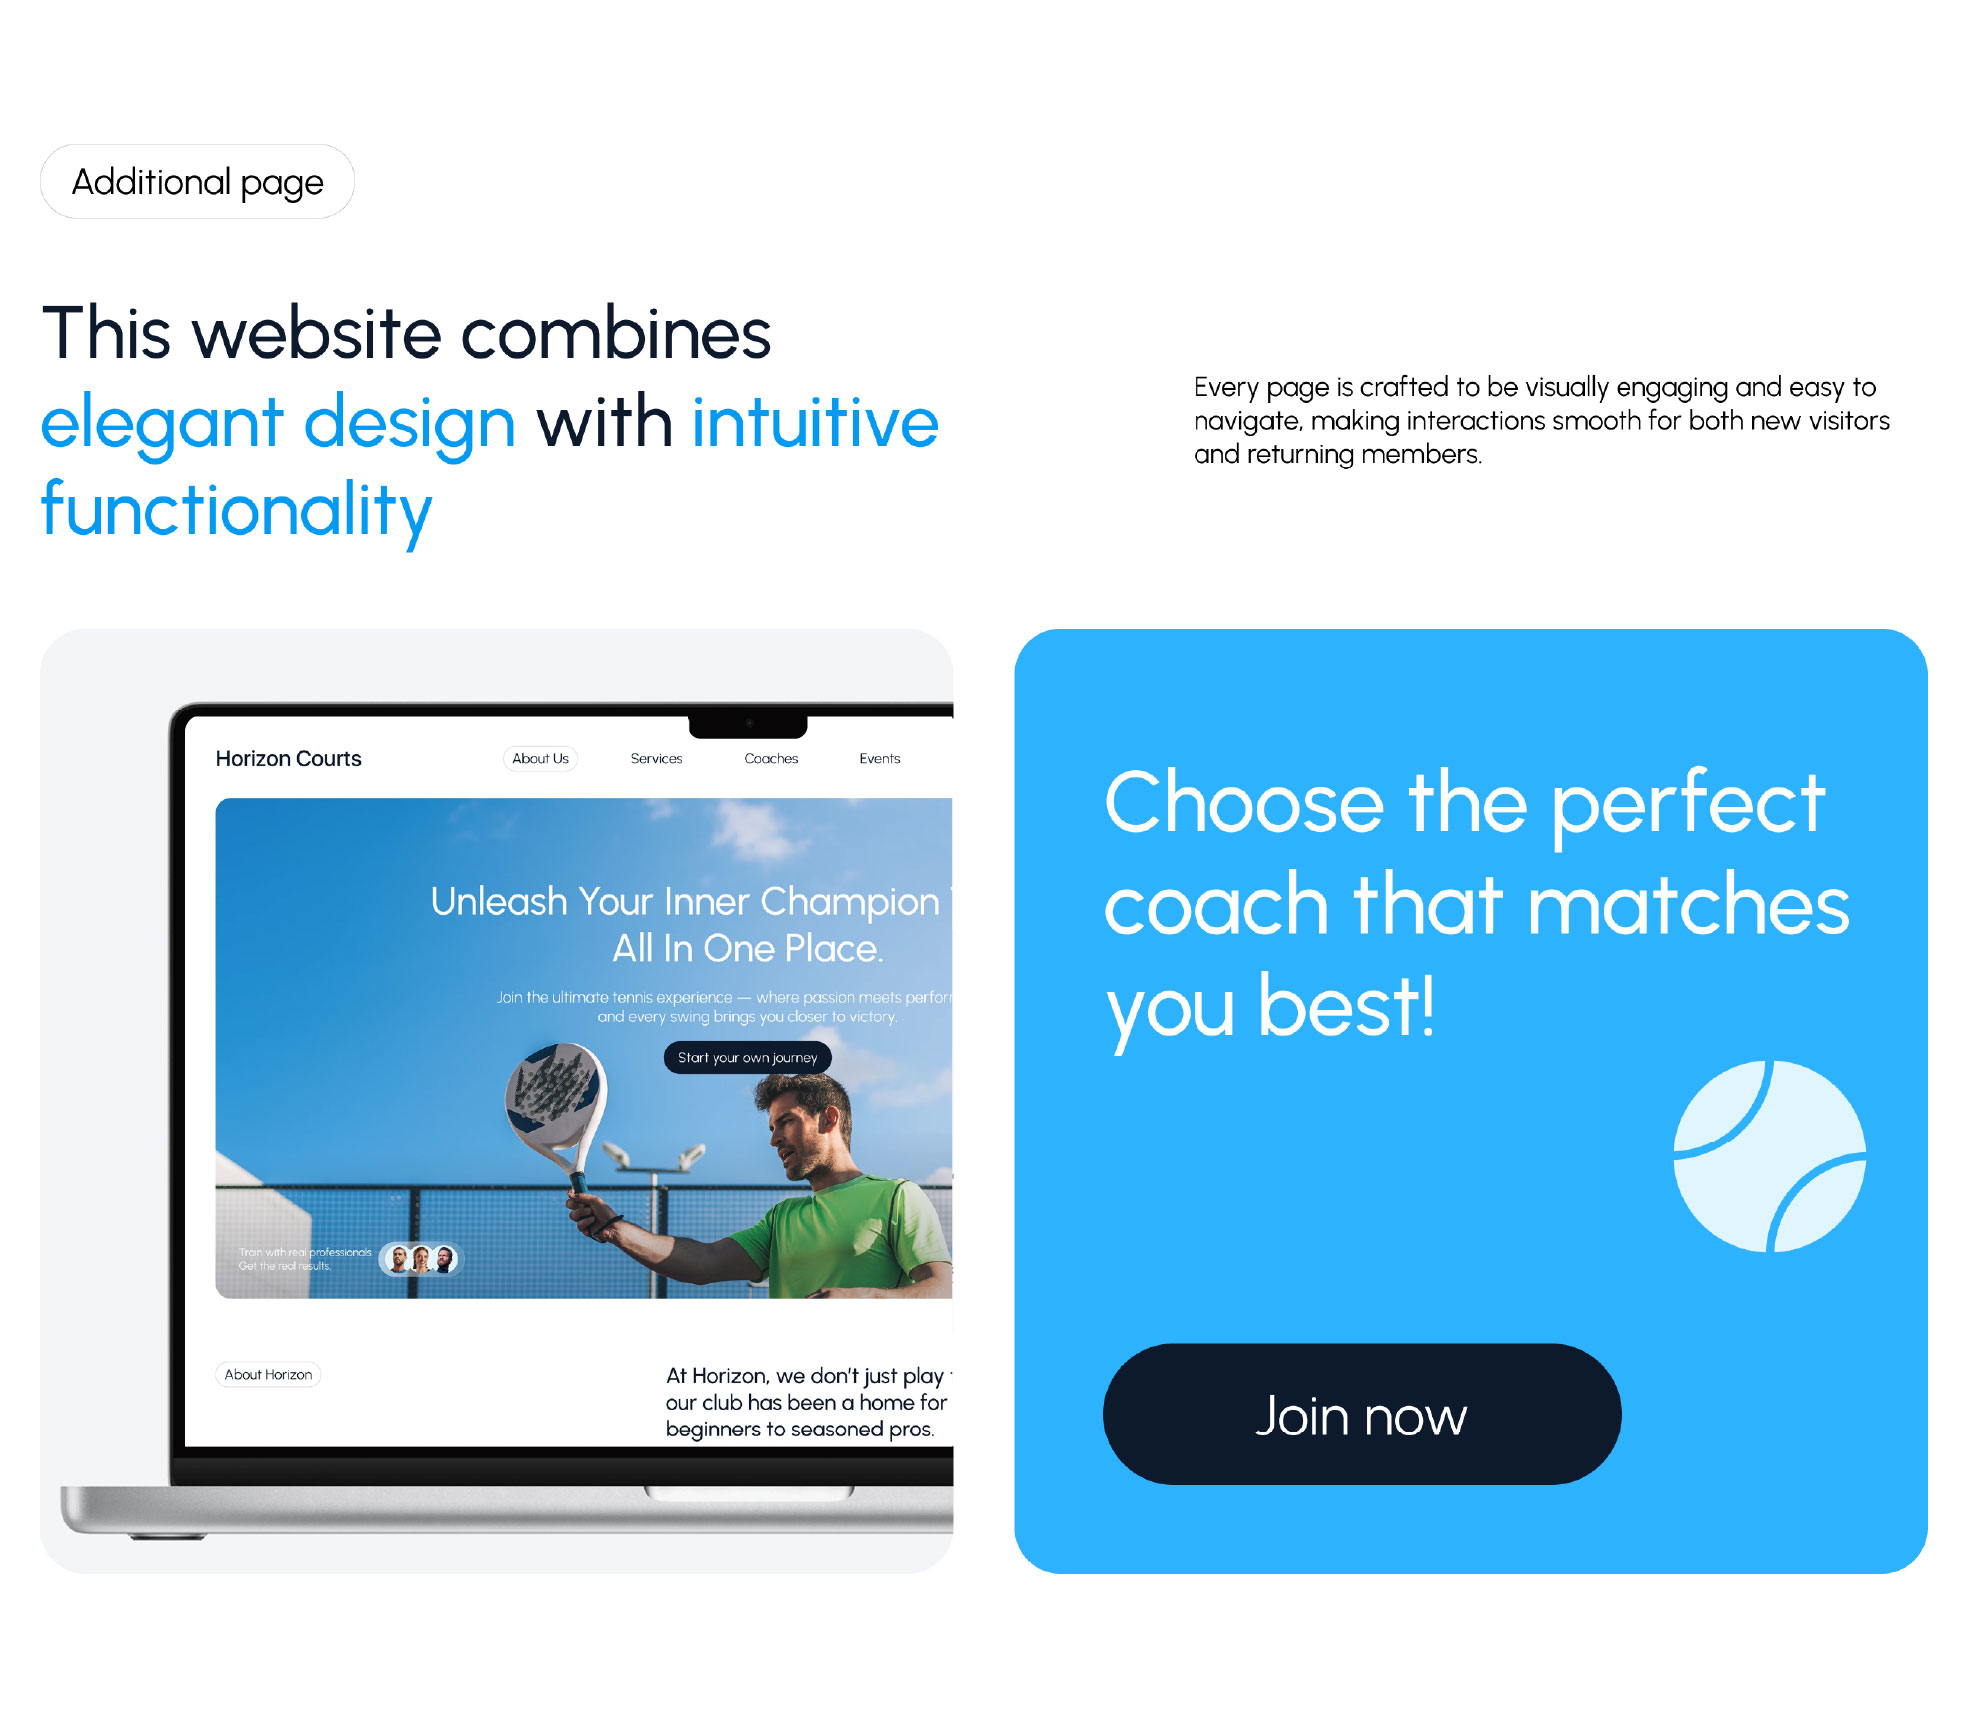 Additional page
This website combines
elegant design with intuitive
functionality
Every page is crafted to be visually engaging and easy to
navigate, making interactions smooth for both new visitors
and returning members.
Horizon Courts
About Us
Services
Coaches
Events
Unleash Your Inner Champion
All In One Place.
Join the ultimate tennis experience — where passion meets
and every swing brings you closer to victory.
Start your own journey
Train with real professionals.
Get the real results.
About Horizon
At Horizon, we don't just play
our club has been a home for
beginners to seasoned pros.
Choose the perfect
coach that matches
you best!
Join now